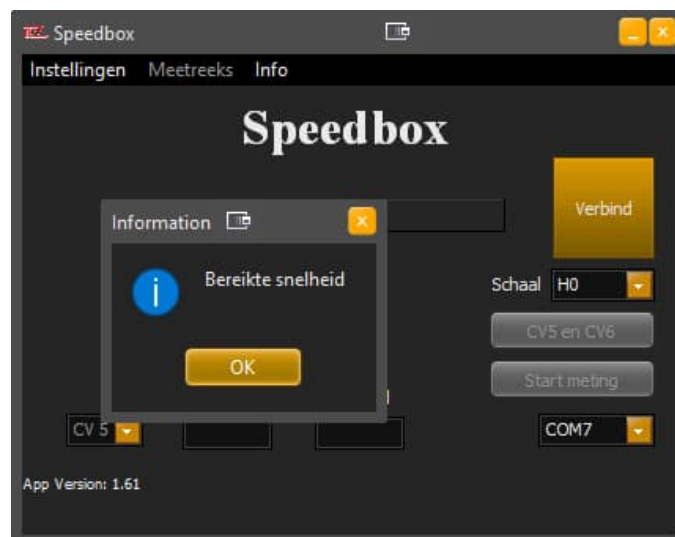 Speedbox
Instellingen Meetreeks Info
Speedbox
Verbind
Information
Bereikte snelheid
OK
Schaal H0
CV5 en CV6
Start meting
CV 5
COM7
App Version: 1.61